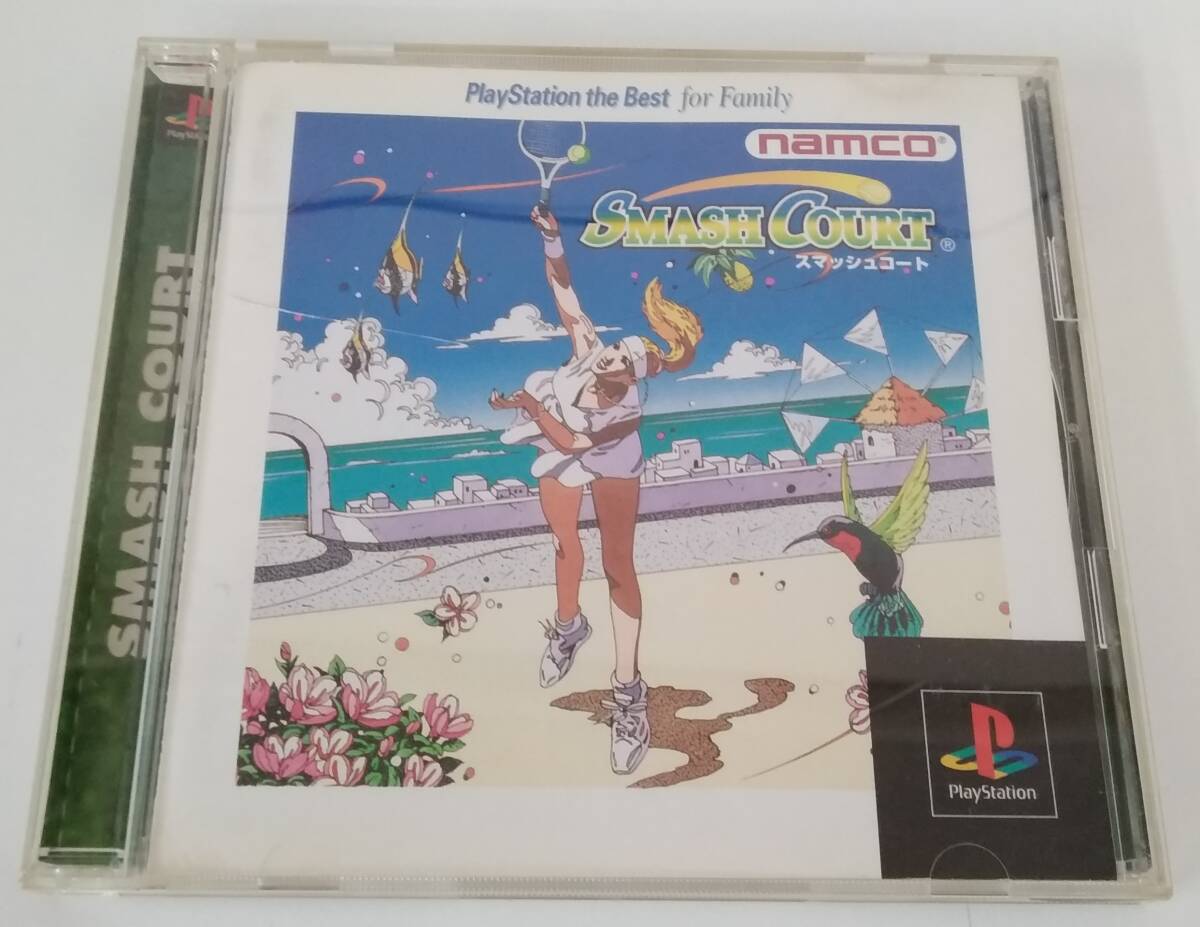 PlayStation the Best for Family
namco®
SMASH COURT®
スマッシュコート
PlayStation
PlayStation
SMASH COURT